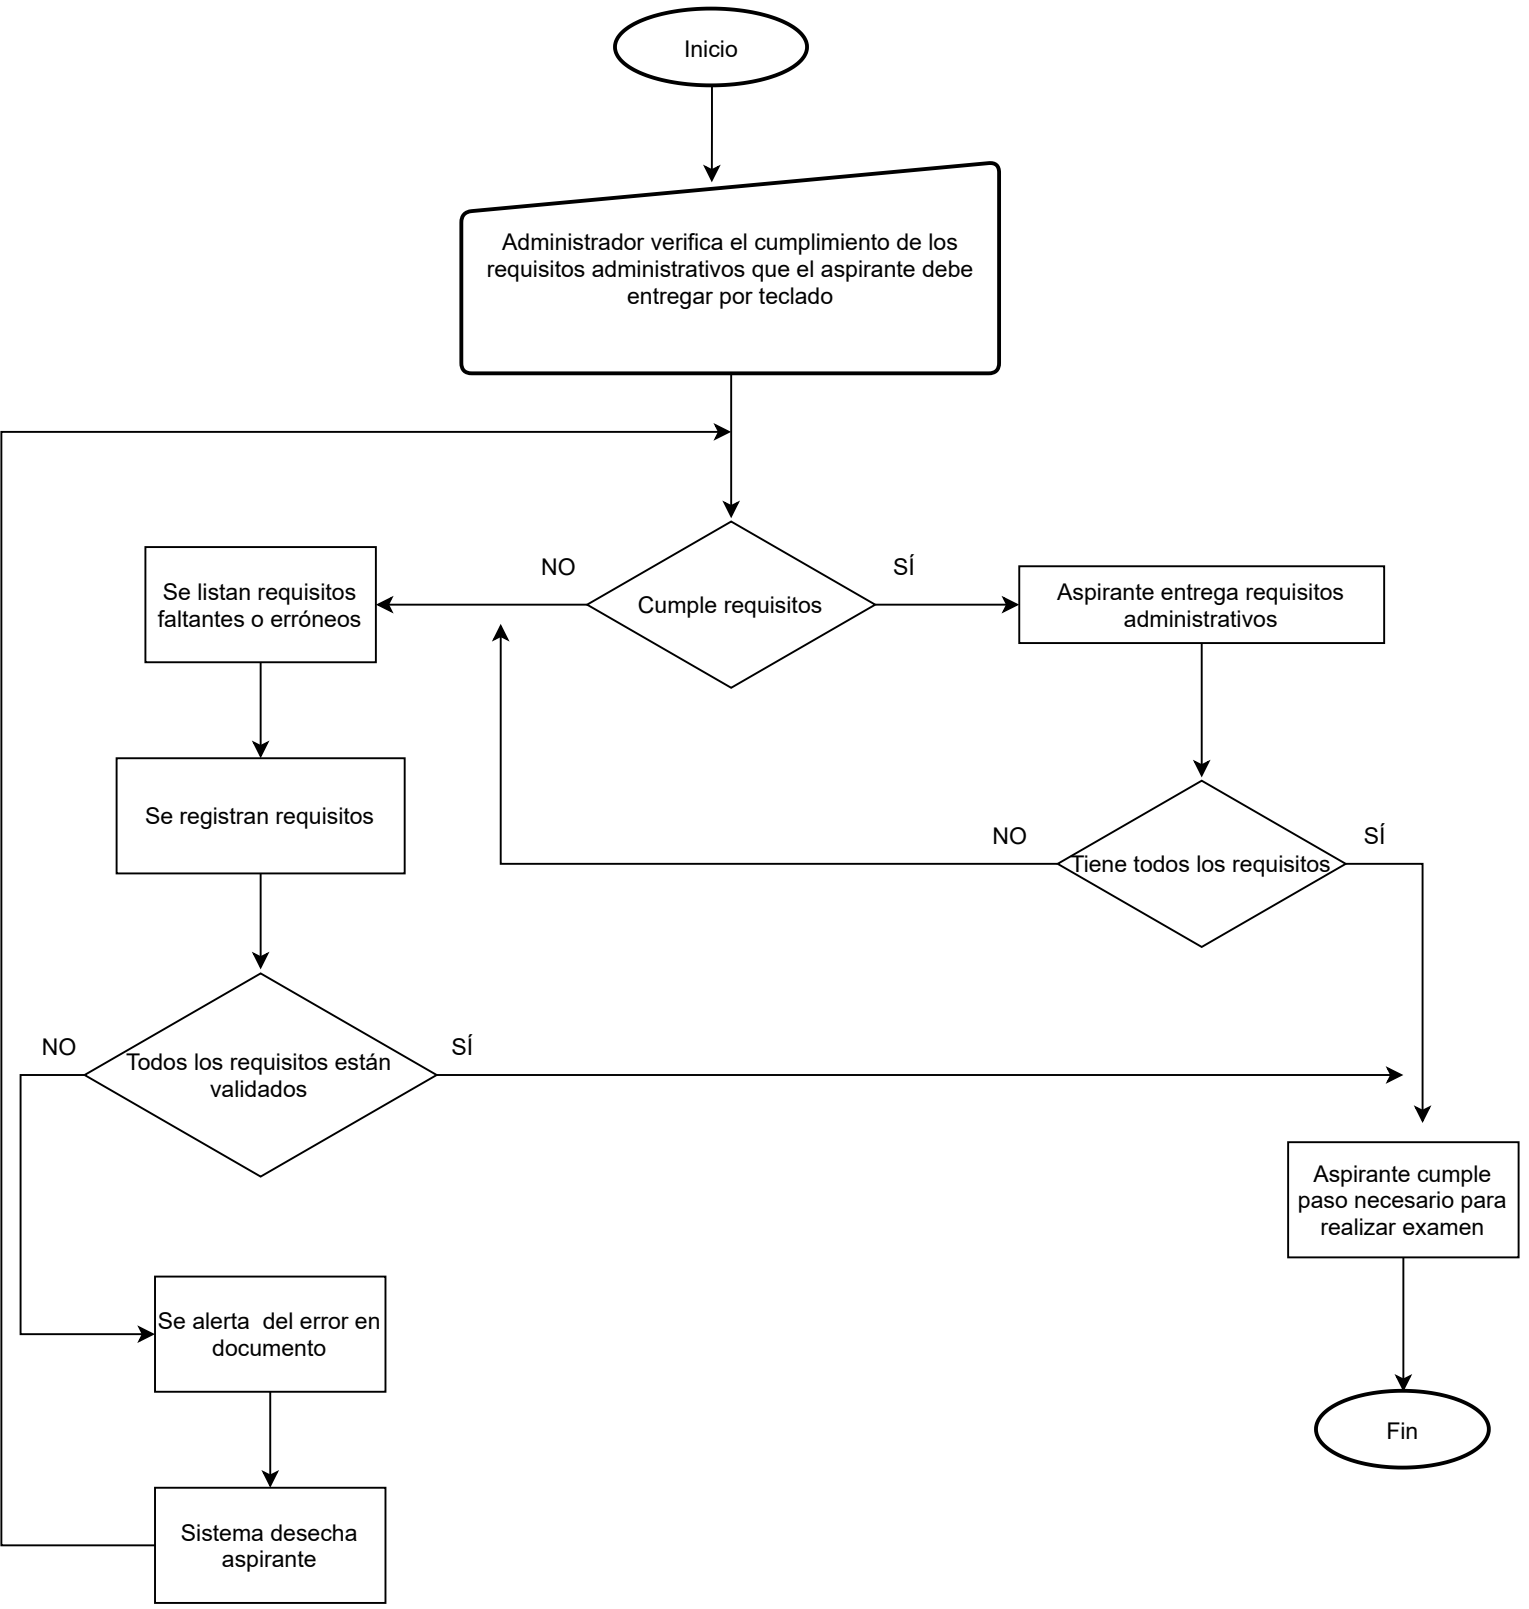 Inicio
Administrador verifica el cumplimiento de los
requisitos administrativos que el aspirante debe
entregar por teclado
NO
SÍ
Se listan requisitos
faltantes o erróneos
Cumple requisitos
Aspirante entrega requisitos
administrativos
Se registran requisitos
NO
SÍ
Tiene todos los requisitos
NO
SÍ
Todos los requisitos están
validados
Aspirante cumple
paso necesario para
realizar examen
Se alerta  del error en
documento
Fin
Sistema desecha
aspirante